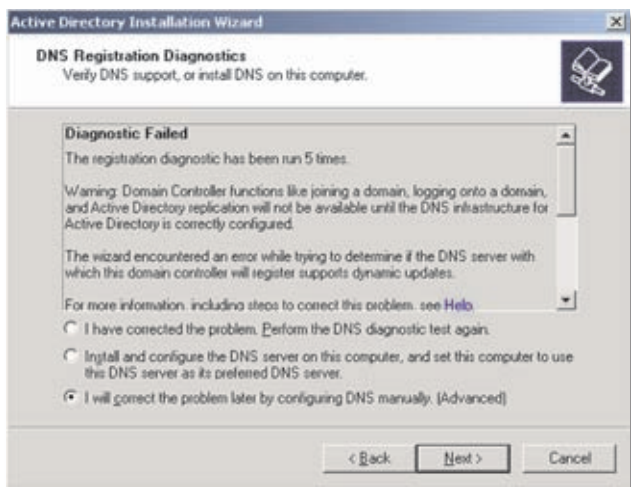 Active Directory Installation Wizard
DNS Registration Diagnostics
Verify DNS support, or install DNS on this computer.
Diagnostic Failed
The registration diagnostic has been run 5 times.
Warning: Domain Controller functions like joining a domain, logging onto a domain,
and Active Directory replication will not be available until the DNS infrastructure for
Active Directory is correctly configured.
The wizard encountered an error while trying to determine if the DNS server with
which this domain controller will register supports dynamic updates.
For more information, including steps to correct this problem, see Help.
I have corrected the problem. Perform the DNS diagnostic test again.
Install and configure the DNS server on this computer, and set this computer to use
this DNS server as its preferred DNS server.
I will correct the problem later by configuring DNS manually. (Advanced)
< Back
Next >
Cancel